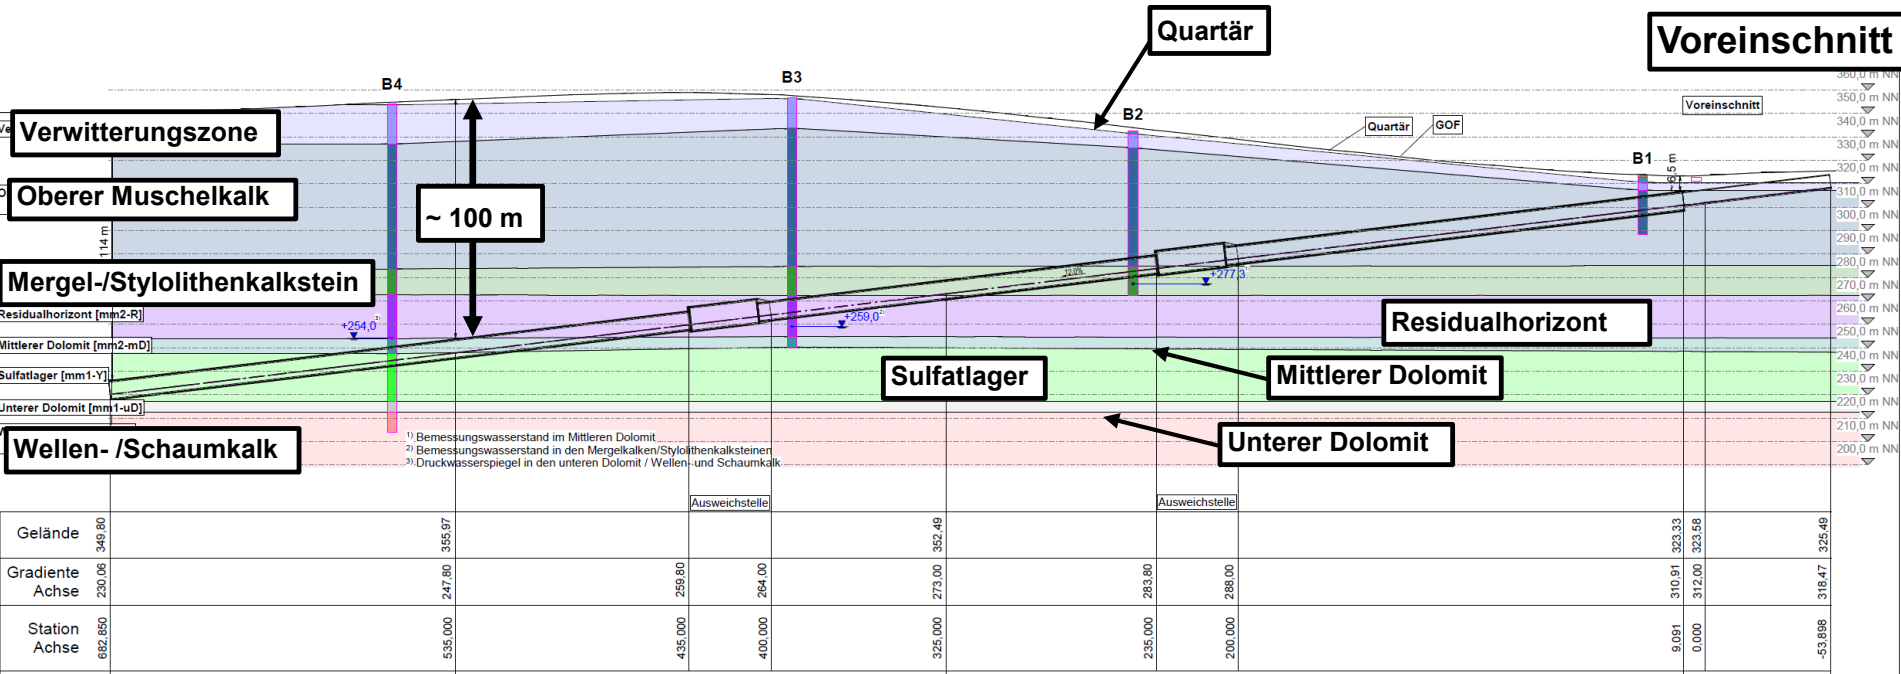 Quartär
Voreinschnitt
B4
B3
B2
B1
Verwitterungszone
Oberer Muschelkalk
~ 100 m
114 m
Mergel-/Stylolithenkalkstein
Residualhorizont [mm2-R]
Mittlerer Dolomit [mm2-mD]
Sulfatlager [mm1-Y]
Unterer Dolomit [mm1-uD]
Wellen- /Schaumkalk
+254,0 3)
+259,0 2)
+277,3 1)
12,0%
Quartär
GOF
Voreinschnitt
~ 6,5 m
Residualhorizont
Sulfatlager
Mittlerer Dolomit
Unterer Dolomit
360,0 m NN
350,0 m NN
340,0 m NN
330,0 m NN
320,0 m NN
310,0 m NN
300,0 m NN
290,0 m NN
280,0 m NN
270,0 m NN
260,0 m NN
250,0 m NN
240,0 m NN
230,0 m NN
220,0 m NN
210,0 m NN
200,0 m NN
1) Bemessungswasserstand im Mittleren Dolomit
2) Bemessungswasserstand in den Mergelkalken/Stylolithenkalksteinen
3) Druckwasserspiegel in den unteren Dolomit / Wellen- und Schaumkalk
Ausweichstelle
Ausweichstelle
Gelände 349,80 355,97 352,49 323,33 323,58 325,49
Gradiente
Achse 230,06 247,80 259,80 264,00 273,00 283,80 288,00 310,91 312,00 318,47
Station
Achse 682,850 535,000 435,000 400,000 325,000 235,000 200,000 9,091 0,000 -53,898